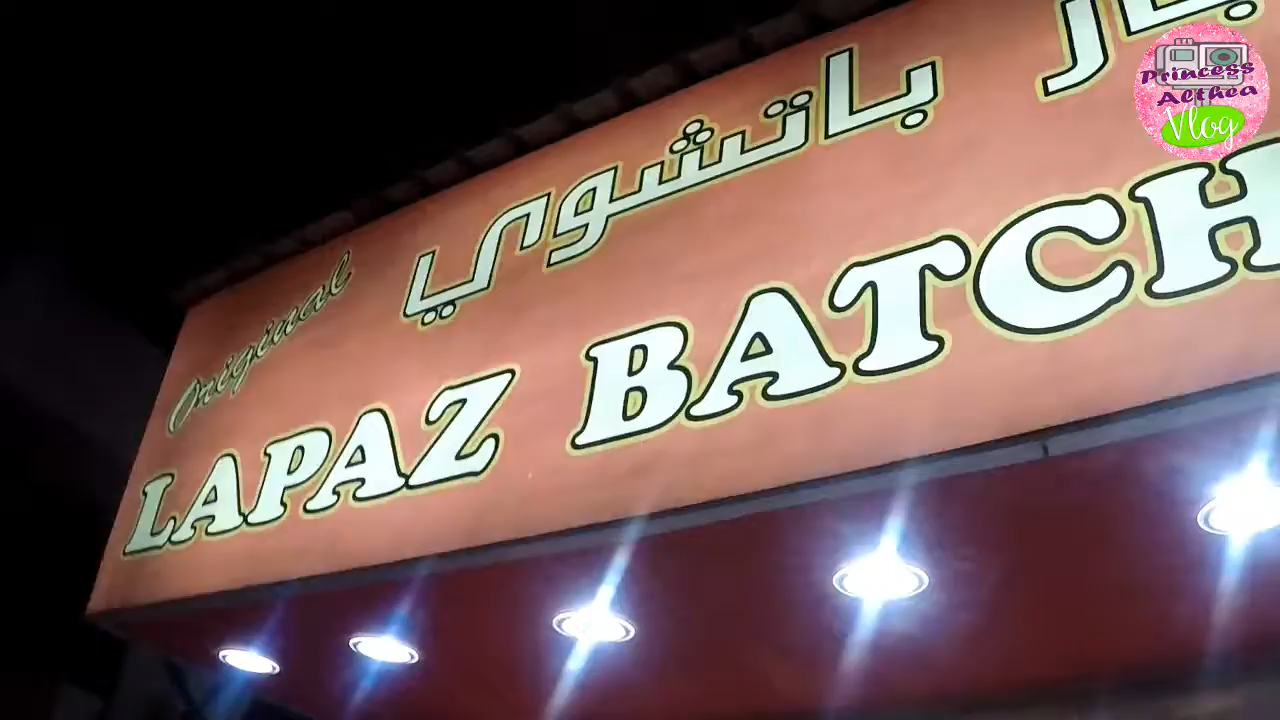 باتشوي
Original
LAPAZ BATCH
Princess
Althea
Vlog